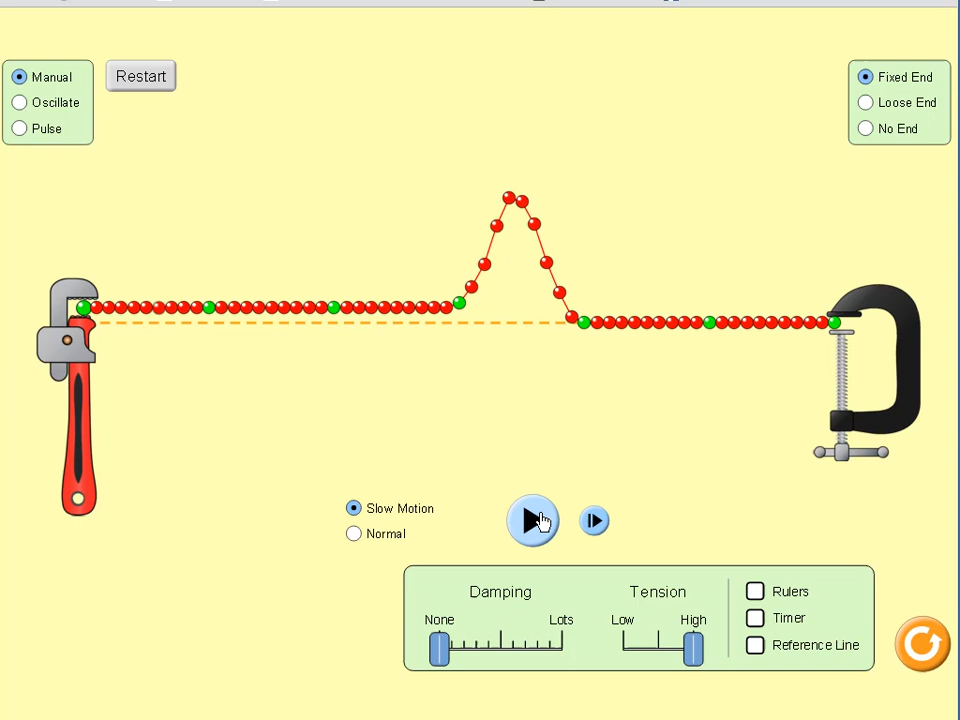 Manual
Oscillate
Pulse
Restart
Fixed End
Loose End
No End
Slow Motion
Normal
Damping
None
Lots
Tension
Low
High
Rulers
Timer
Reference Line